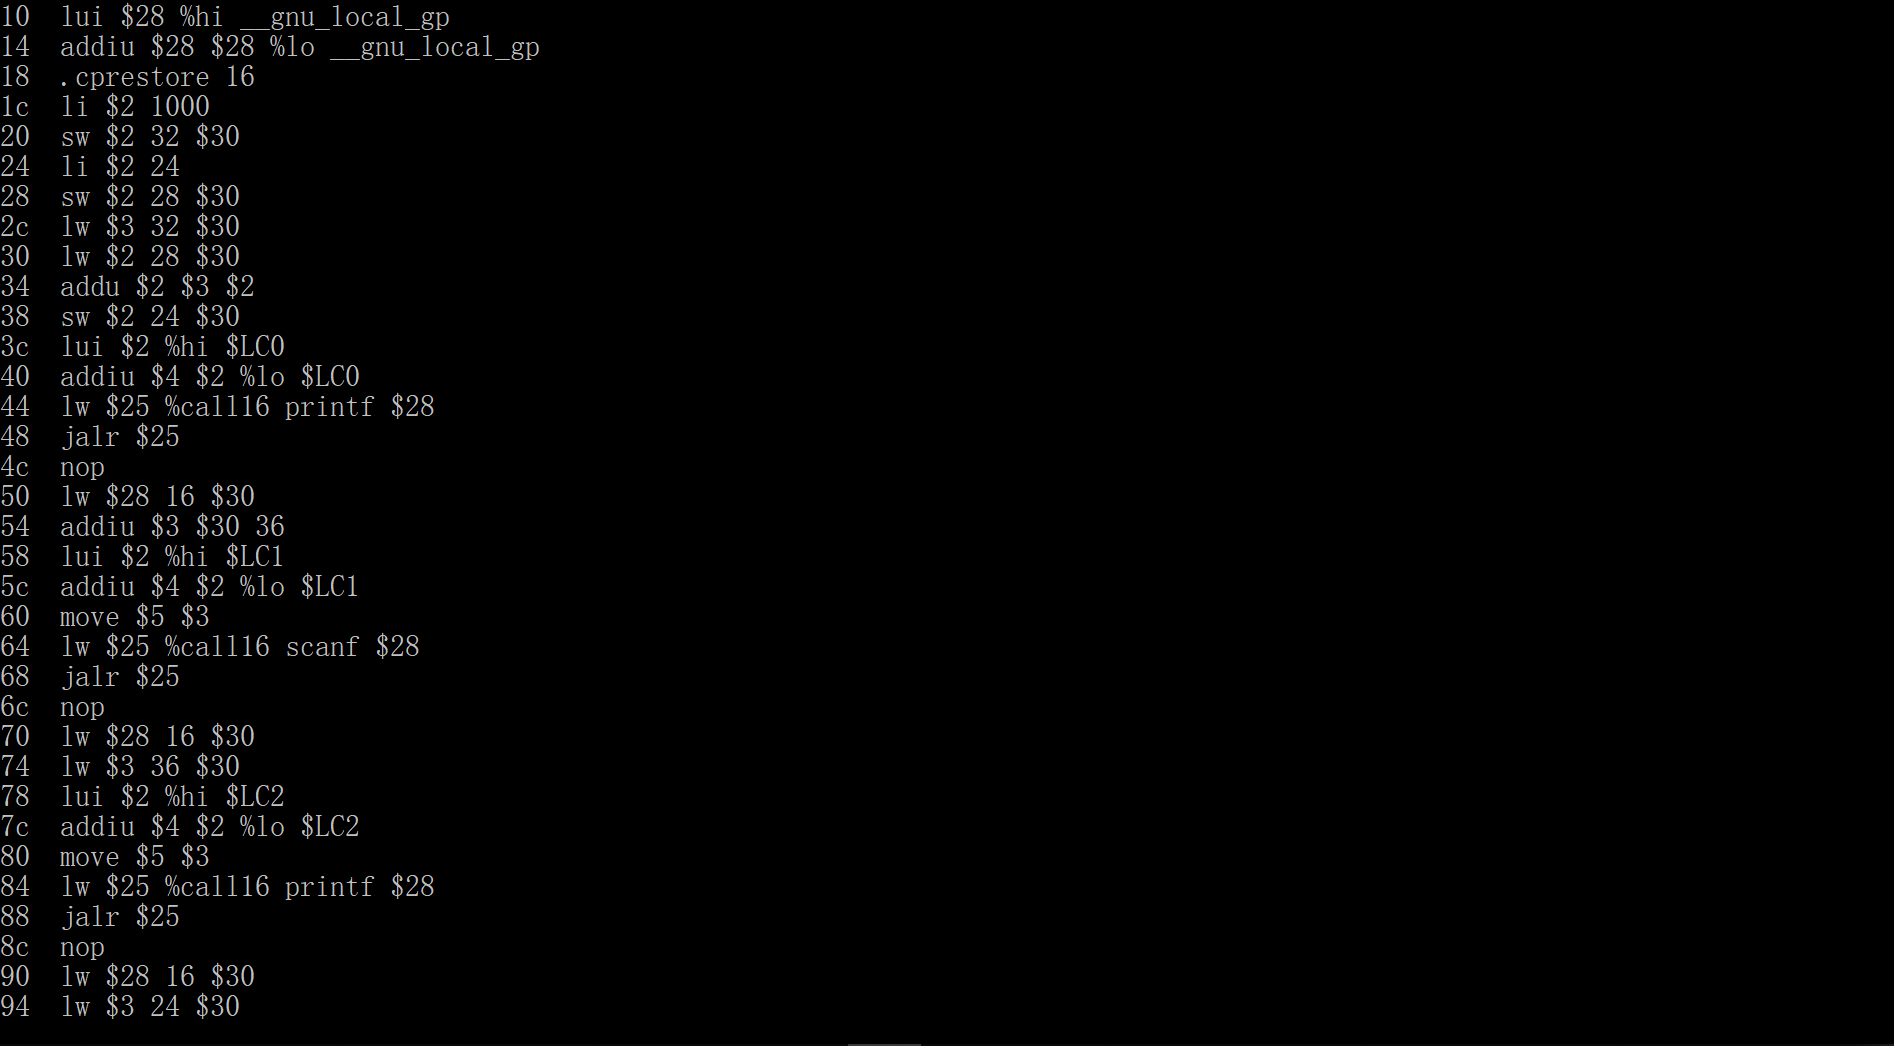 10  lui $28 %hi __gnu_local_gp
14  addiu $28 $28 %lo __gnu_local_gp
18  .cprestore 16
1c  li $2 1000
20  sw $2 32 $30
24  li $2 24
28  sw $2 28 $30
2c  lw $3 32 $30
30  lw $2 28 $30
34  addu $2 $3 $2
38  sw $2 24 $30
3c  lui $2 %hi $LC0
40  addiu $4 $2 %lo $LC0
44  lw $25 %call16 printf $28
48  jalr $25
4c  nop
50  lw $28 16 $30
54  addiu $3 $30 36
58  lui $2 %hi $LC1
5c  addiu $4 $2 %lo $LC1
60  move $5 $3
64  lw $25 %call16 scanf $28
68  jalr $25
6c  nop
70  lw $28 16 $30
74  lw $3 36 $30
78  lui $2 %hi $LC2
7c  addiu $4 $2 %lo $LC2
80  move $5 $3
84  lw $25 %call16 printf $28
88  jalr $25
8c  nop
90  lw $28 16 $30
94  lw $3 24 $30